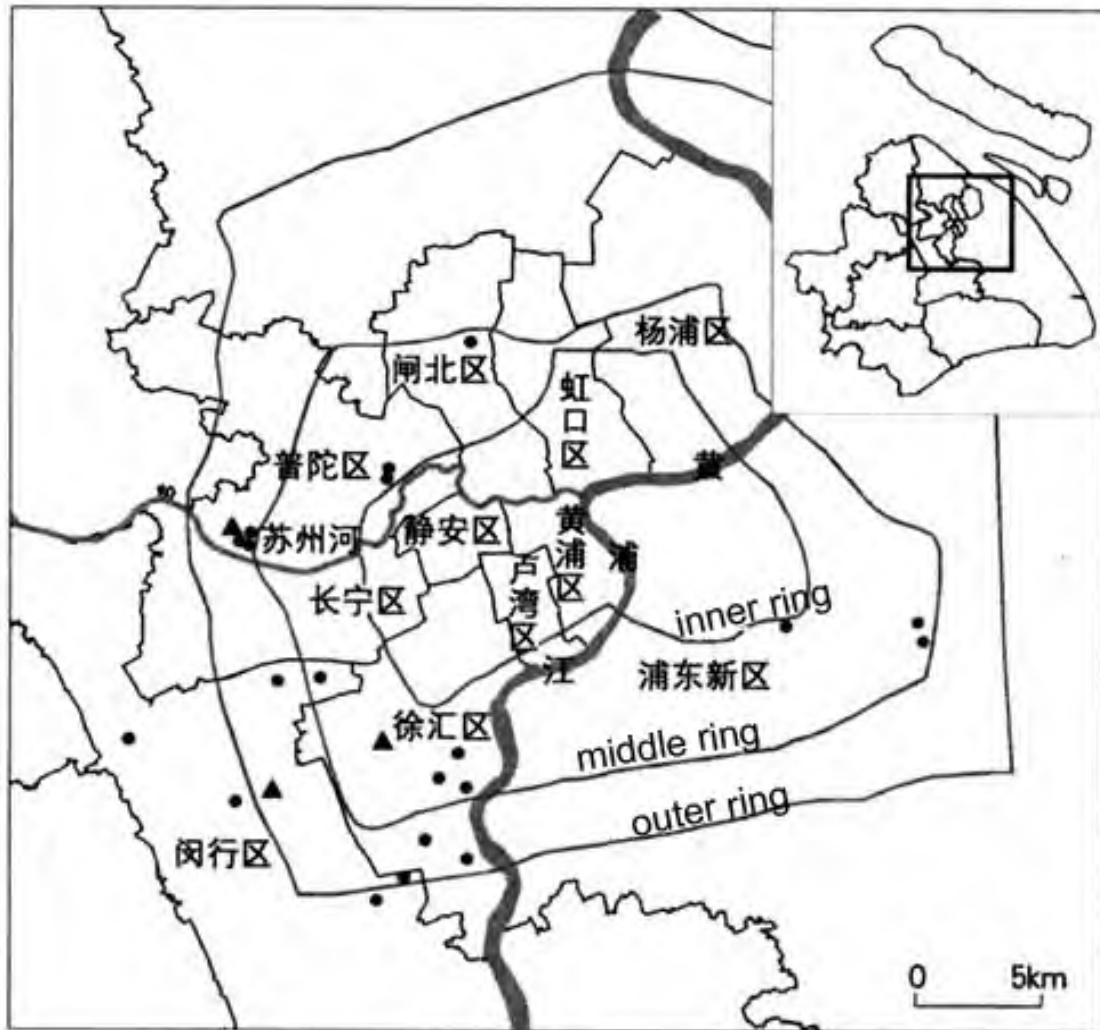 杨浦区
闸北区
虹口区
普陀区
黄
苏州河
静安区
黄浦区
浦
卢湾区
长宁区
inner ring
江
浦东新区
徐汇区
middle ring
outer ring
闵行区
0 5km